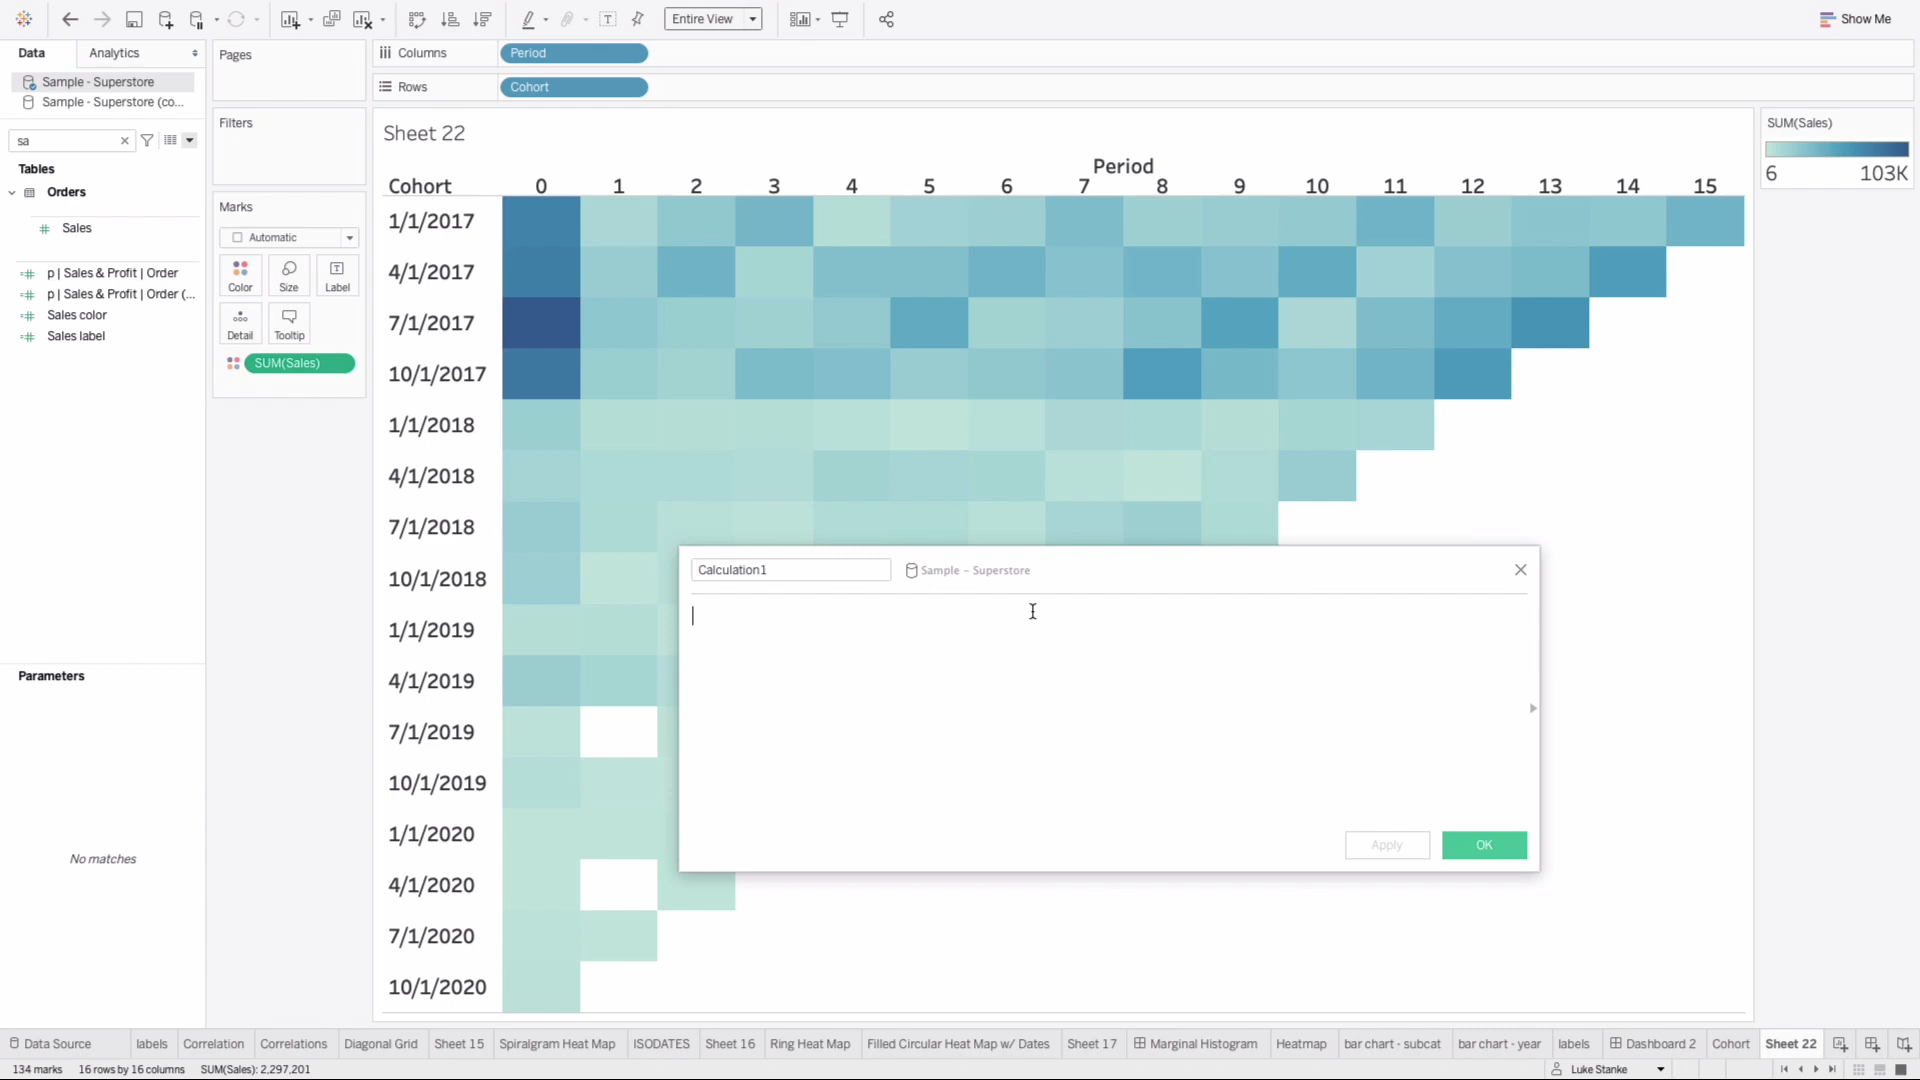 Entire View
Show Me
Data
Analytics
Pages
Columns
Period
Sample - Superstore
Sample - Superstore (co...
Rows
Cohort
sa
Filters
Tables
Orders
Sales
p | Sales & Profit | Order
p | Sales & Profit | Order (...
Sales color
Sales label
Marks
Automatic
Color
Size
Label
Detail
Tooltip
SUM(Sales)
Parameters
No matches
Sheet 22
Period
Cohort 0 1 2 3 4 5 6 7 8 9 10 11 12 13 14 15
1/1/2017
4/1/2017
7/1/2017
10/1/2017
1/1/2018
4/1/2018
7/1/2018
10/1/2018
1/1/2019
4/1/2019
7/1/2019
10/1/2019
1/1/2020
4/1/2020
7/1/2020
10/1/2020
SUM(Sales)
6 103K
Calculation1
Sample - Superstore
Apply
OK
Data Source labels Correlation Correlations Diagonal Grid Sheet 15 Spiralgram Heat Map ISODATES Sheet 16 Ring Heat Map Filled Circular Heat Map w/ Dates Sheet 17 Marginal Histogram Heatmap bar chart - subcat bar chart - year labels Dashboard 2 Cohort Sheet 22
134 marks 16 rows by 16 columns SUM(Sales): 2,297,201 Luke Stanke